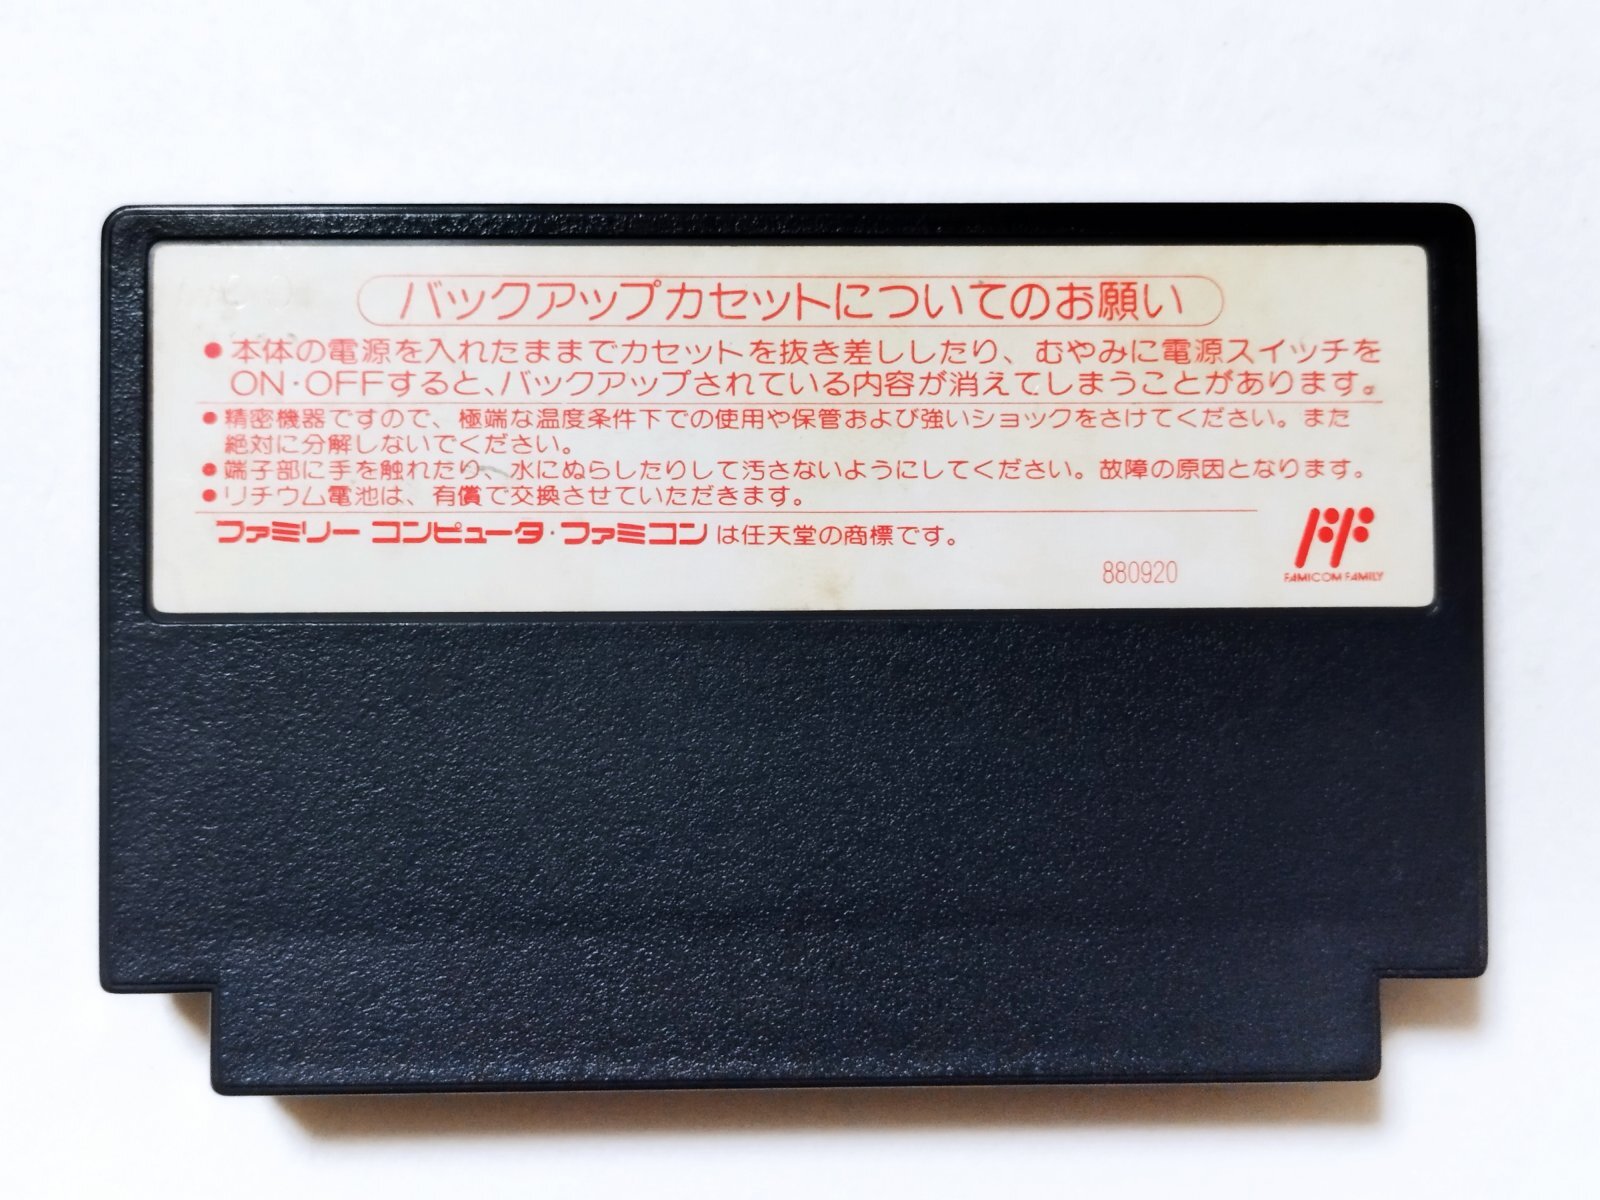 バックアップカセットについてのお願い
●本体の電源を入れたままでカセットを抜き差ししたり、むやみに電源スイッチを
ON・OFFすると、バックアップされている内容が消えてしまうことがあります。
●精密機器ですので、極端な温度条件下での使用や保管および強いショックをさけてください。また
絶対に分解しないでください。
●端子部に手を触れたり、水にぬらしたりして汚さないようにしてください。故障の原因となります。
●リチウム電池は、有償で交換させていただきます。
ファミリー コンピュータ・ファミコンは任天堂の商標です。
880920
FAMICOM FAMILY